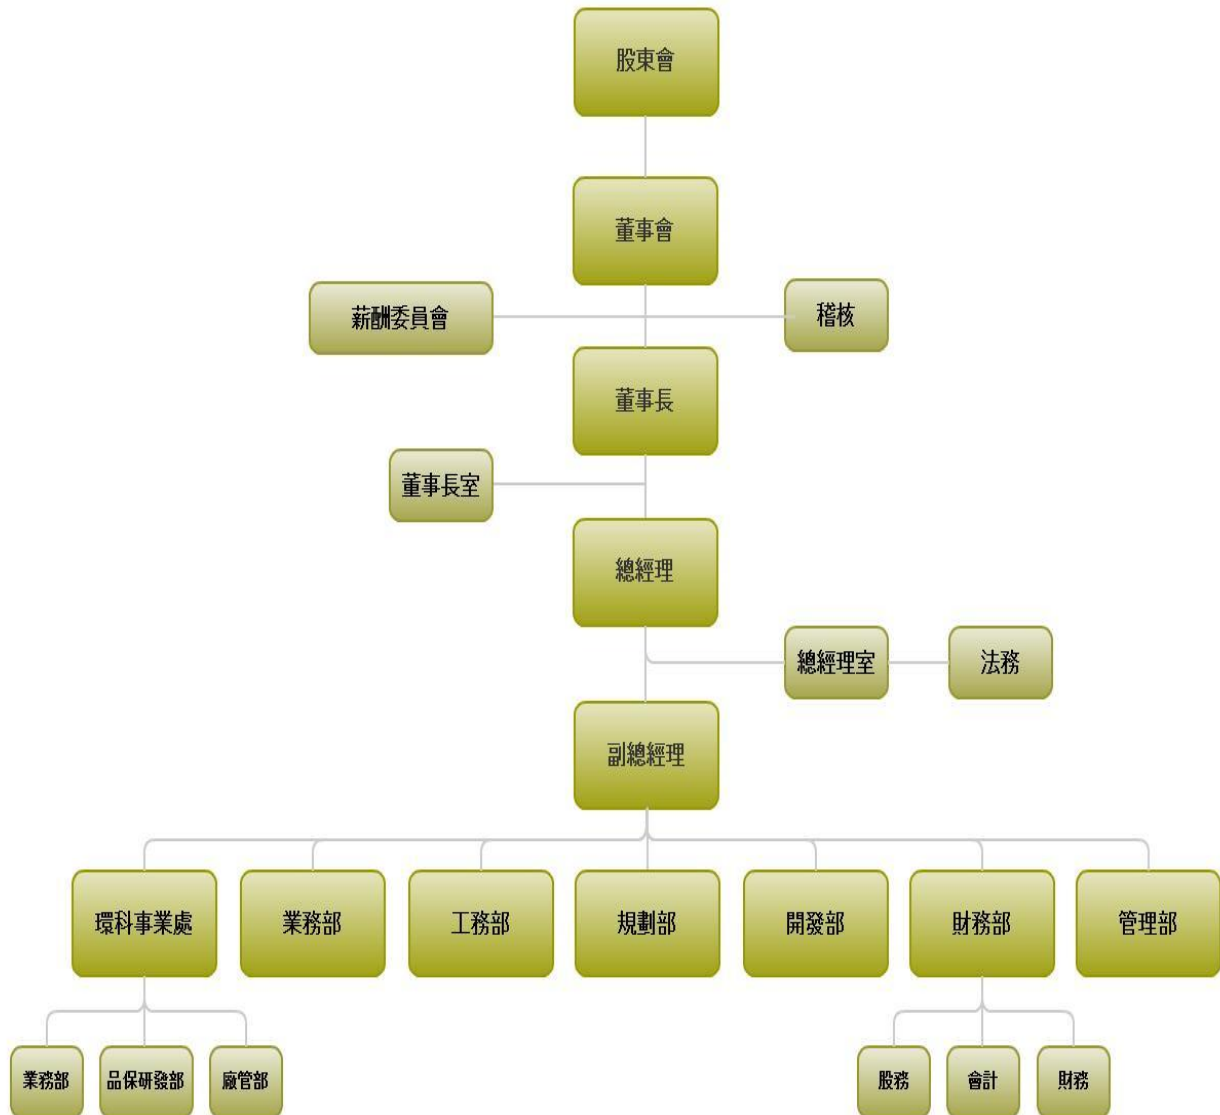 股東會
董事會
薪酬委員會
稽核
董事長
董事長室
總經理
總經理室
法務
副總經理
環科事業處
業務部
工務部
規劃部
開發部
財務部
管理部
業務部
品保研發部
廠管部
股務
會計
財務